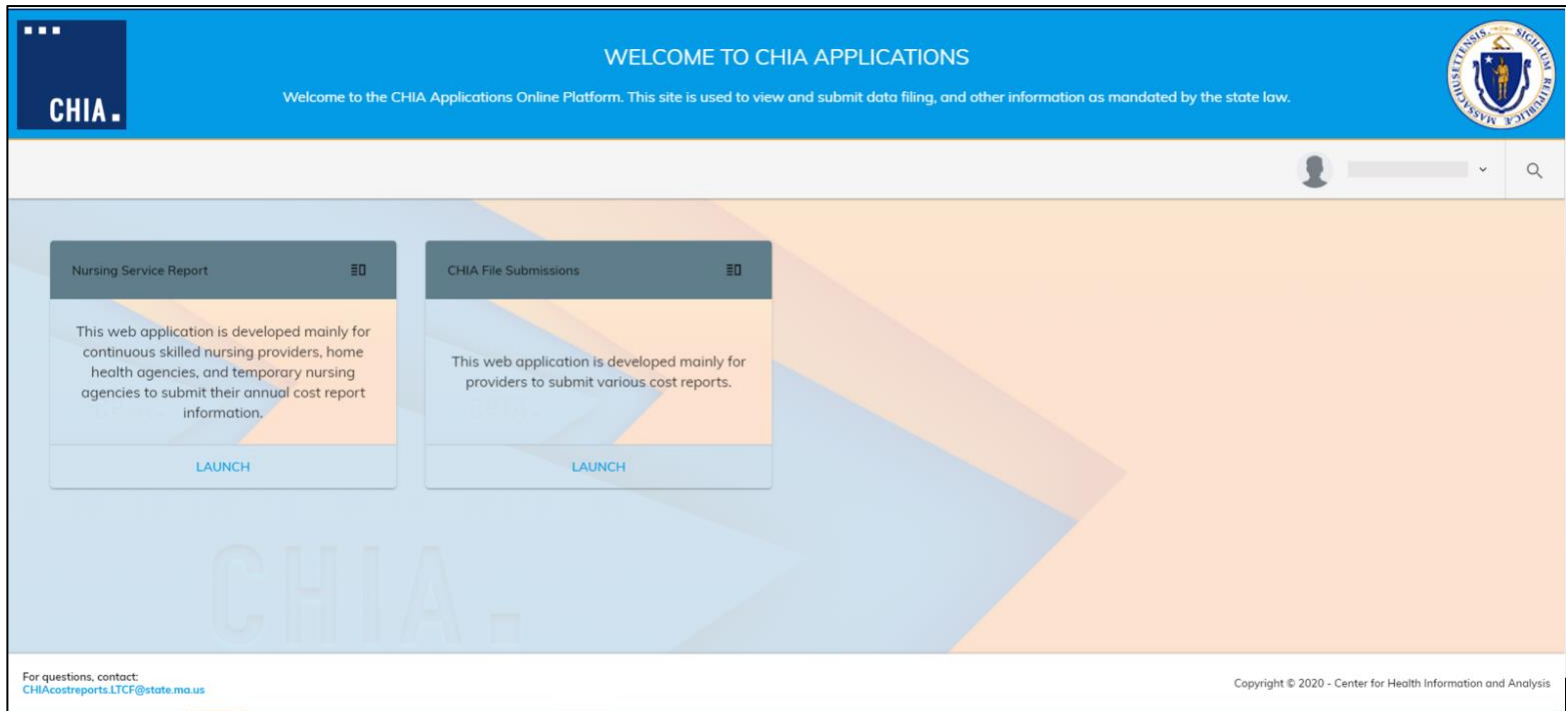 CHIA.
WELCOME TO CHIA APPLICATIONS
Welcome to the CHIA Applications Online Platform. This site is used to view and submit data filing, and other information as mandated by the state law.
SIGILLUM REIPUBLICÆ MASSACHUSETTENSIS
Nursing Service Report
This web application is developed mainly for
continuous skilled nursing providers, home
health agencies, and temporary nursing
agencies to submit their annual cost report
information.
LAUNCH
CHIA File Submissions
This web application is developed mainly for
providers to submit various cost reports.
LAUNCH
CHIA.
For questions, contact:
CHIAcostreports.LTCF@state.ma.us
Copyright © 2020 - Center for Health Information and Analysis